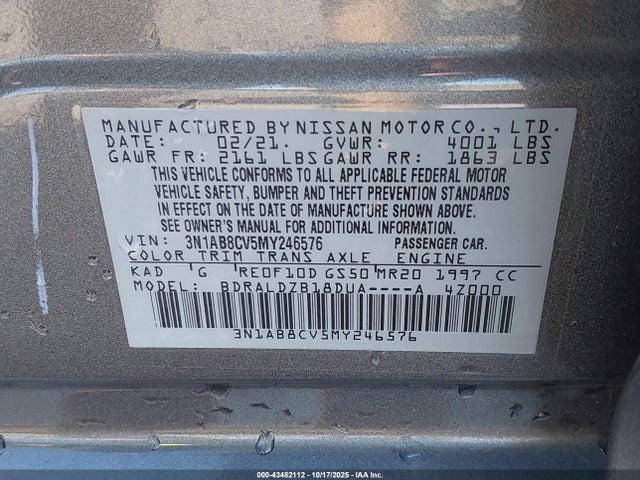 MANUFACTURED BY NISSAN MOTOR CO., LTD.
DATE: 02/21. GVWR: 4001 LBS
GAWR FR: 2161 LBS GAWR RR: 1863 LBS
THIS VEHICLE CONFORMS TO ALL APPLICABLE FEDERAL MOTOR
VEHICLE SAFETY, BUMPER AND THEFT PREVENTION STANDARDS
IN EFFECT ON THE DATE OF MANUFACTURE SHOWN ABOVE.
SEE OWNER'S MANUAL FOR ADDITIONAL INFORMATION.
VIN: 3N1AB8CV5MY246576 PASSENGER CAR.
COLOR TRIM TRANS AXLE ENGINE
KAD G RE0F10D GS50 MR20 1997 CC
MODEL: BDRALDZB18DUA----A 4Z000
3N1AB8CV5MY246576
000-43482112 | 10/17/2025 | IAA Inc.